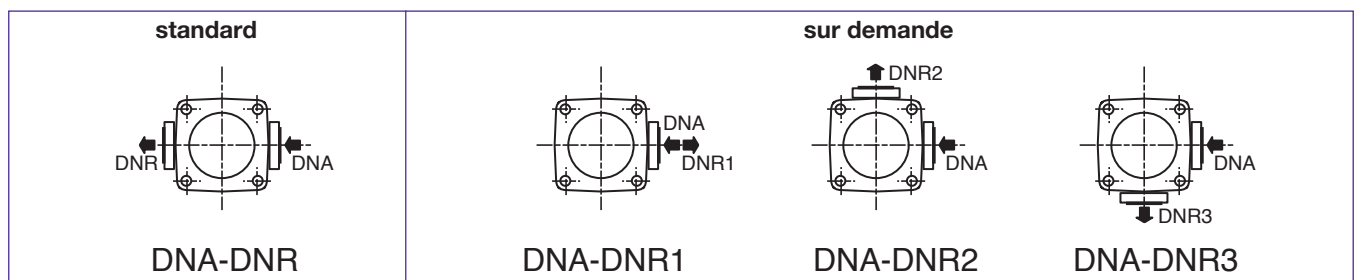 standard
sur demande
DNR2
DNA
DNR DNA DNR1 DNA DNA
DNR3
DNA-DNR DNA-DNR1 DNA-DNR2 DNA-DNR3